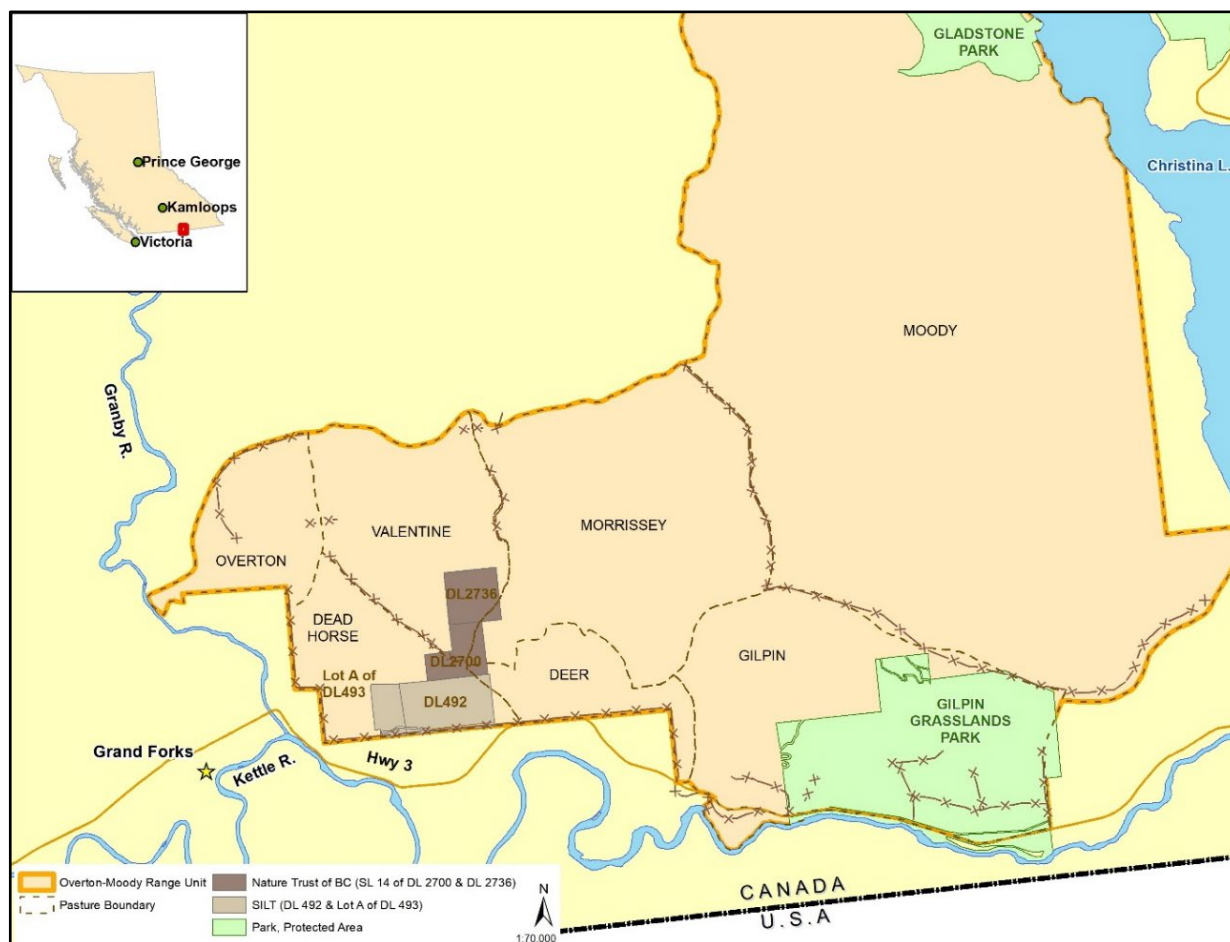 GLADSTONE
PARK
Prince George
Kamloops
Victoria
Christina L.
MOODY
Granby R.
VALENTINE
MORRISSEY
OVERTON
DL2736
DEAD
HORSE
DL2700
GILPIN
DEER
Lot A of
DL493
DL492
GILPIN
GRASSLANDS
PARK
Grand Forks
Kettle R.
Hwy 3
Overton-Moody Range Unit
Pasture Boundary
Nature Trust of BC (SL 14 of DL 2700 & DL 2736)
SILT (DL 492 & Lot A of DL 493)
Park, Protected Area
N
1:70.000
CANADA
U.S.A